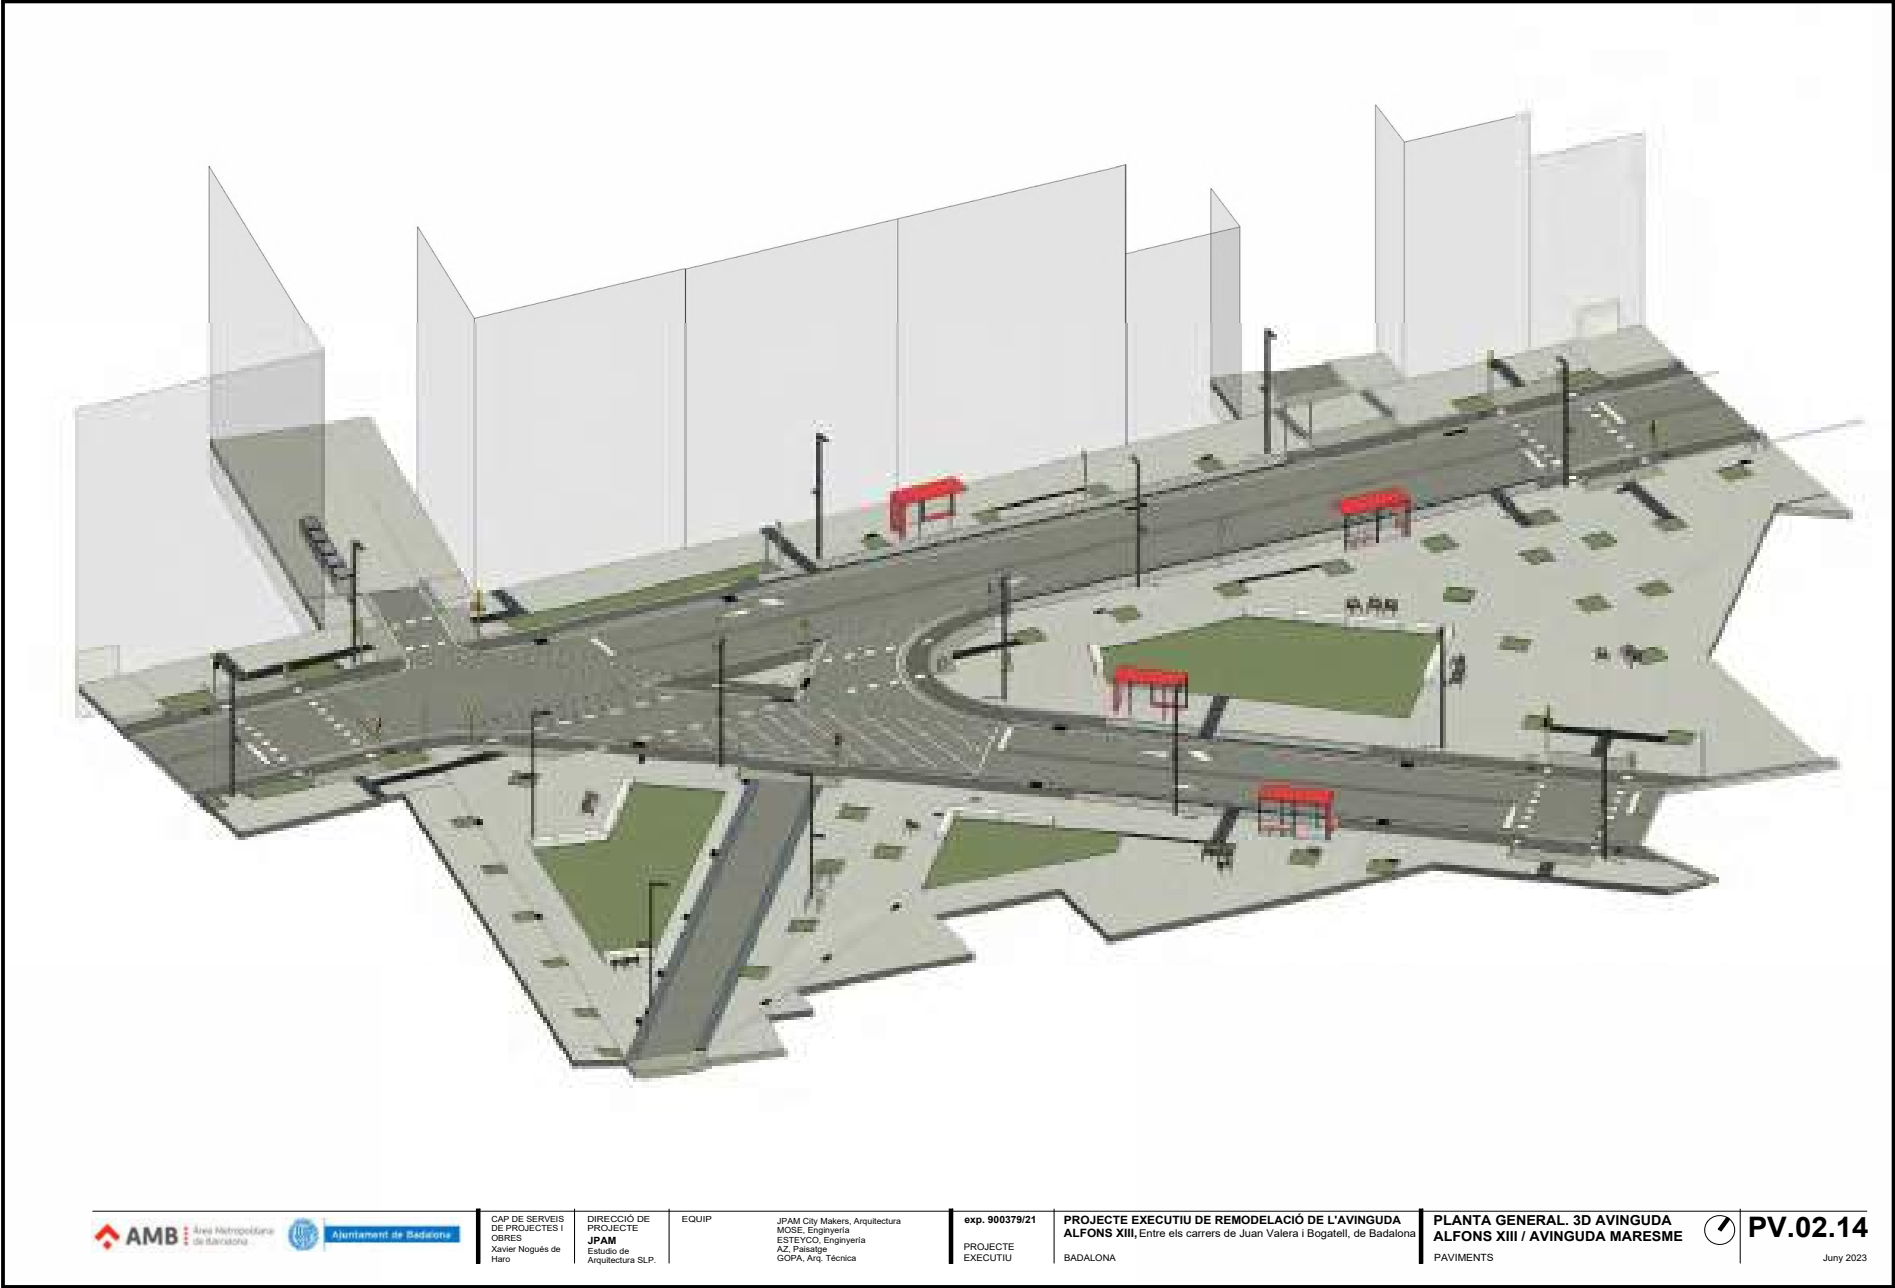 AMB
Àrea Metropolitana
de Barcelona
Ajuntament de Badalona
CAP DE SERVEIS
DE PROJECTES I
OBRES
Xavier Nogués de
Haro
DIRECCIÓ DE
PROJECTE
JPAM
Estudio de
Arquitectura SLP.
EQUIP
JPAM City Makers, Arquitectura
MOSE, Enginyería
ESTEYCO, Enginyería
AZ, Paisatge
GOPA, Arq. Técnica
exp. 900379/21
PROJECTE
EXECUTIU
PROJECTE EXECUTIU DE REMODELACIÓ DE L'AVINGUDA
ALFONS XIII, Entre els carrers de Juan Valera i Bogatell, de Badalona
BADALONA
PLANTA GENERAL. 3D AVINGUDA
ALFONS XIII / AVINGUDA MARESME
PAVIMENTS
PV.02.14
Juny 2023